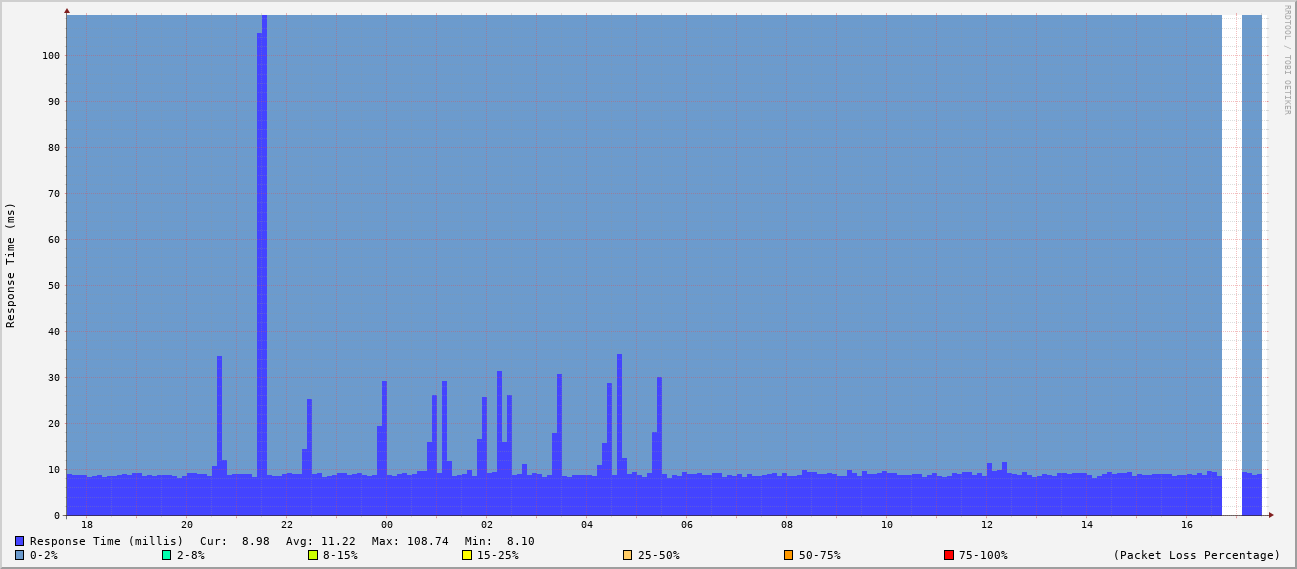 RRDTOOL / TOBI OETIKER
Response Time (ms)
100
90
80
70
60
50
40
30
20
10
0
18 20 22 00 02 04 06 08 10 12 14 16
Response Time (millis) Cur: 8.98 Avg: 11.22 Max: 108.74 Min: 8.10
0-2% 2-8% 8-15% 15-25% 25-50% 50-75% 75-100% (Packet Loss Percentage)